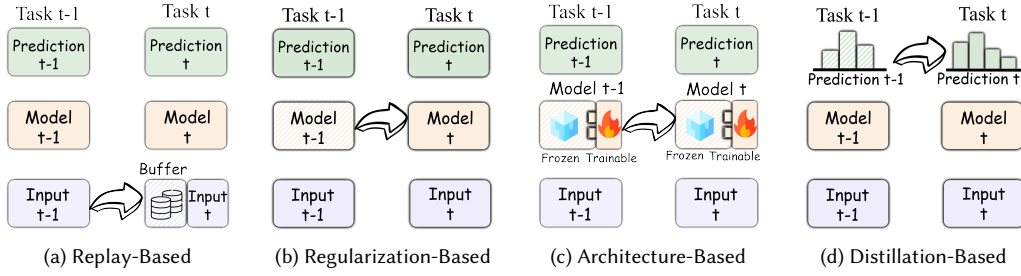 Task t-1
Task t
Prediction
t-1
Prediction
t
Model
t-1
Model
t
Buffer
Input
t-1
Input
t
(a) Replay-Based
Task t-1
Task t
Prediction
t-1
Prediction
t
Model
t-1
Model
t
Input
t-1
Input
t
(b) Regularization-Based
Task t-1
Task t
Prediction
t-1
Prediction
t
Model t-1
Model t
Frozen Trainable
Frozen Trainable
Input
t-1
Input
t
(c) Architecture-Based
Task t-1
Task t
Prediction t-1
Prediction t
Model
t-1
Model
t
Input
t-1
Input
t
(d) Distillation-Based